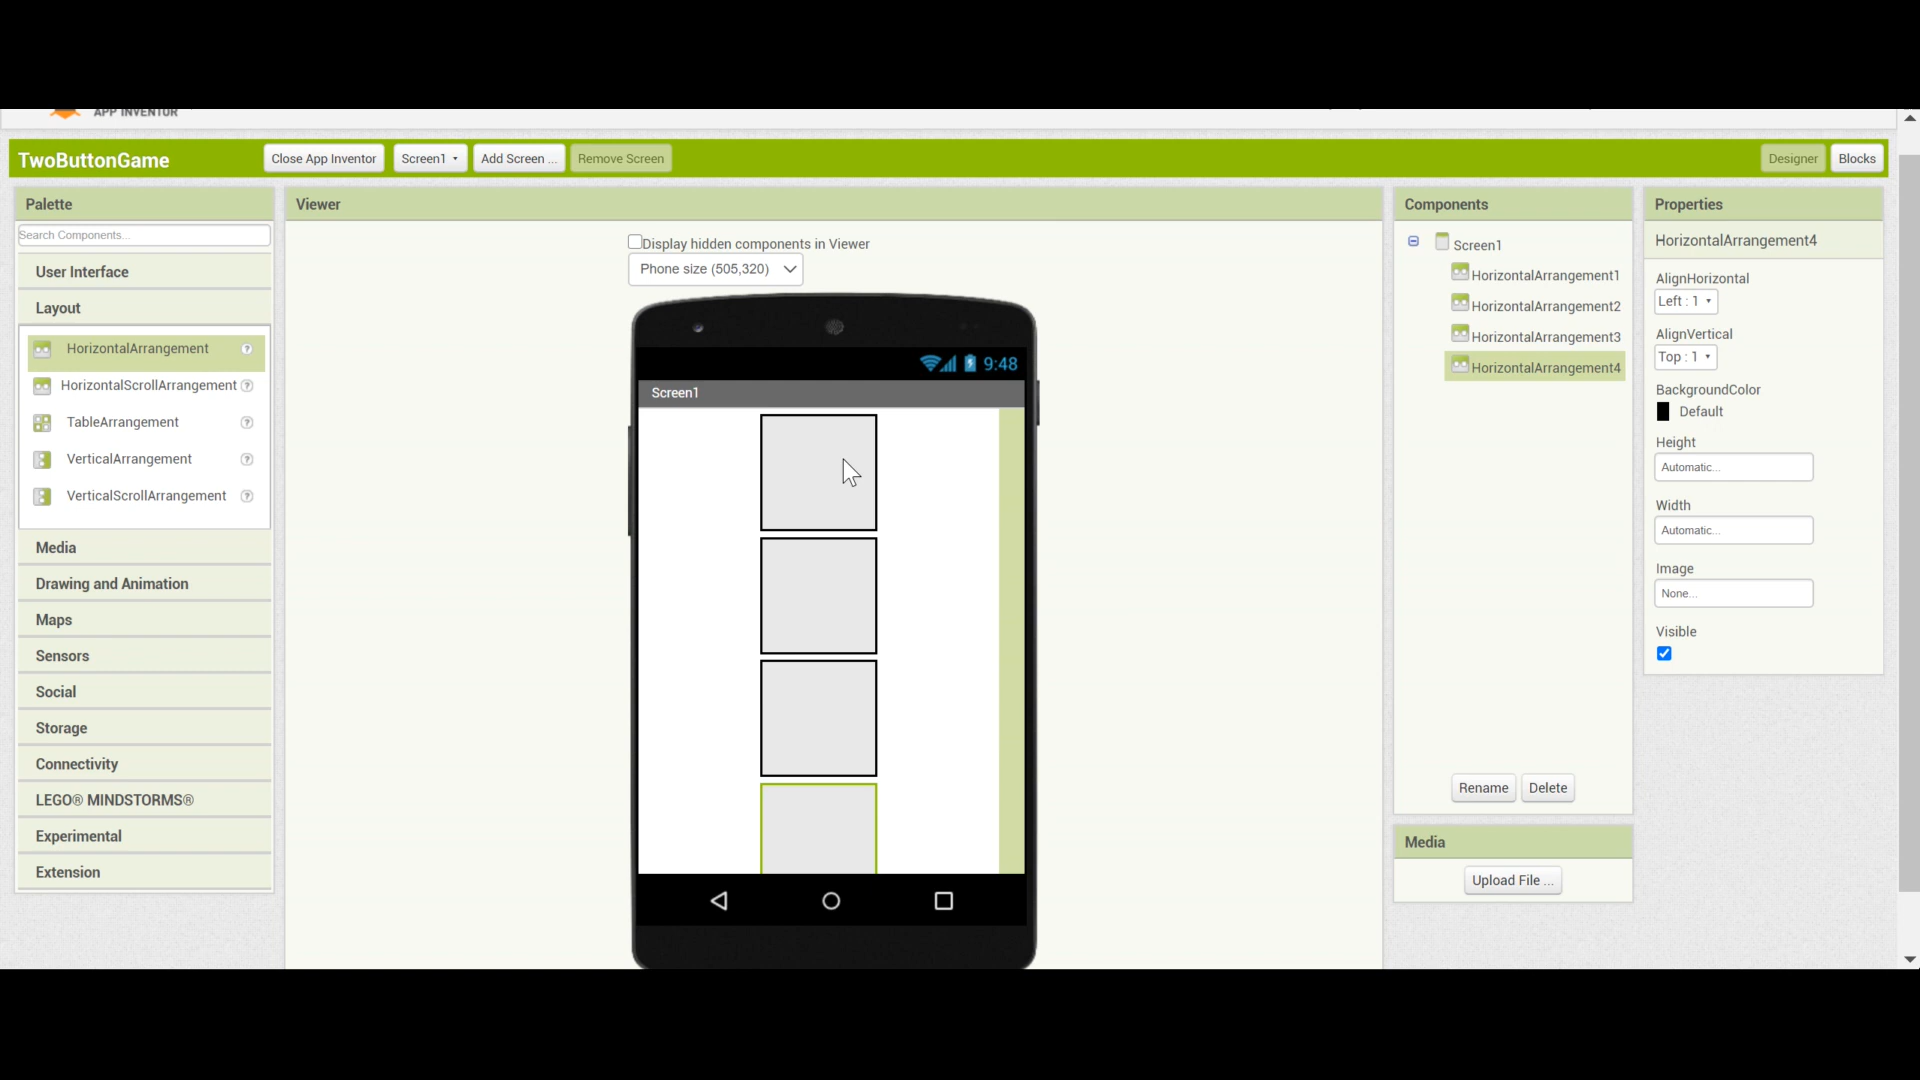 APP INVENTOR
TwoButtonGame
Close App Inventor
Screen1
Add Screen ...
Remove Screen
Designer
Blocks
Palette
Search Components...
User Interface
Layout
HorizontalArrangement
?
HorizontalScrollArrangement
?
TableArrangement
?
VerticalArrangement
?
VerticalScrollArrangement
?
Media
Drawing and Animation
Maps
Sensors
Social
Storage
Connectivity
LEGO® MINDSTORMS®
Experimental
Extension
Viewer
Display hidden components in Viewer
Phone size (505,320)
9:48
Screen1
Components
Screen1
HorizontalArrangement1
HorizontalArrangement2
HorizontalArrangement3
HorizontalArrangement4
Rename
Delete
Media
Upload File ...
Properties
HorizontalArrangement4
AlignHorizontal
Left : 1
AlignVertical
Top : 1
BackgroundColor
Default
Height
Automatic...
Width
Automatic...
Image
None...
Visible